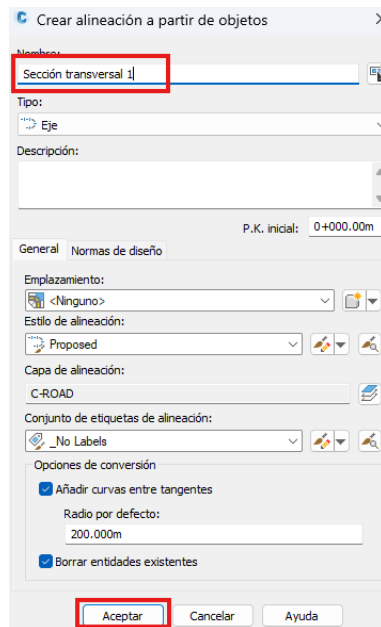 Crear alineación a partir de objetos
Nombre:
Sección transversal 1
Tipo:
Eje
Descripción:
P.K. inicial: 0+000.00m
General Normas de diseño
Emplazamiento:
<Ninguno>
Estilo de alineación:
Proposed
Capa de alineación:
C-ROAD
Conjunto de etiquetas de alineación:
_No Labels
Opciones de conversión
Añadir curvas entre tangentes
Radio por defecto:
200.000m
Borrar entidades existentes
Aceptar Cancelar Ayuda